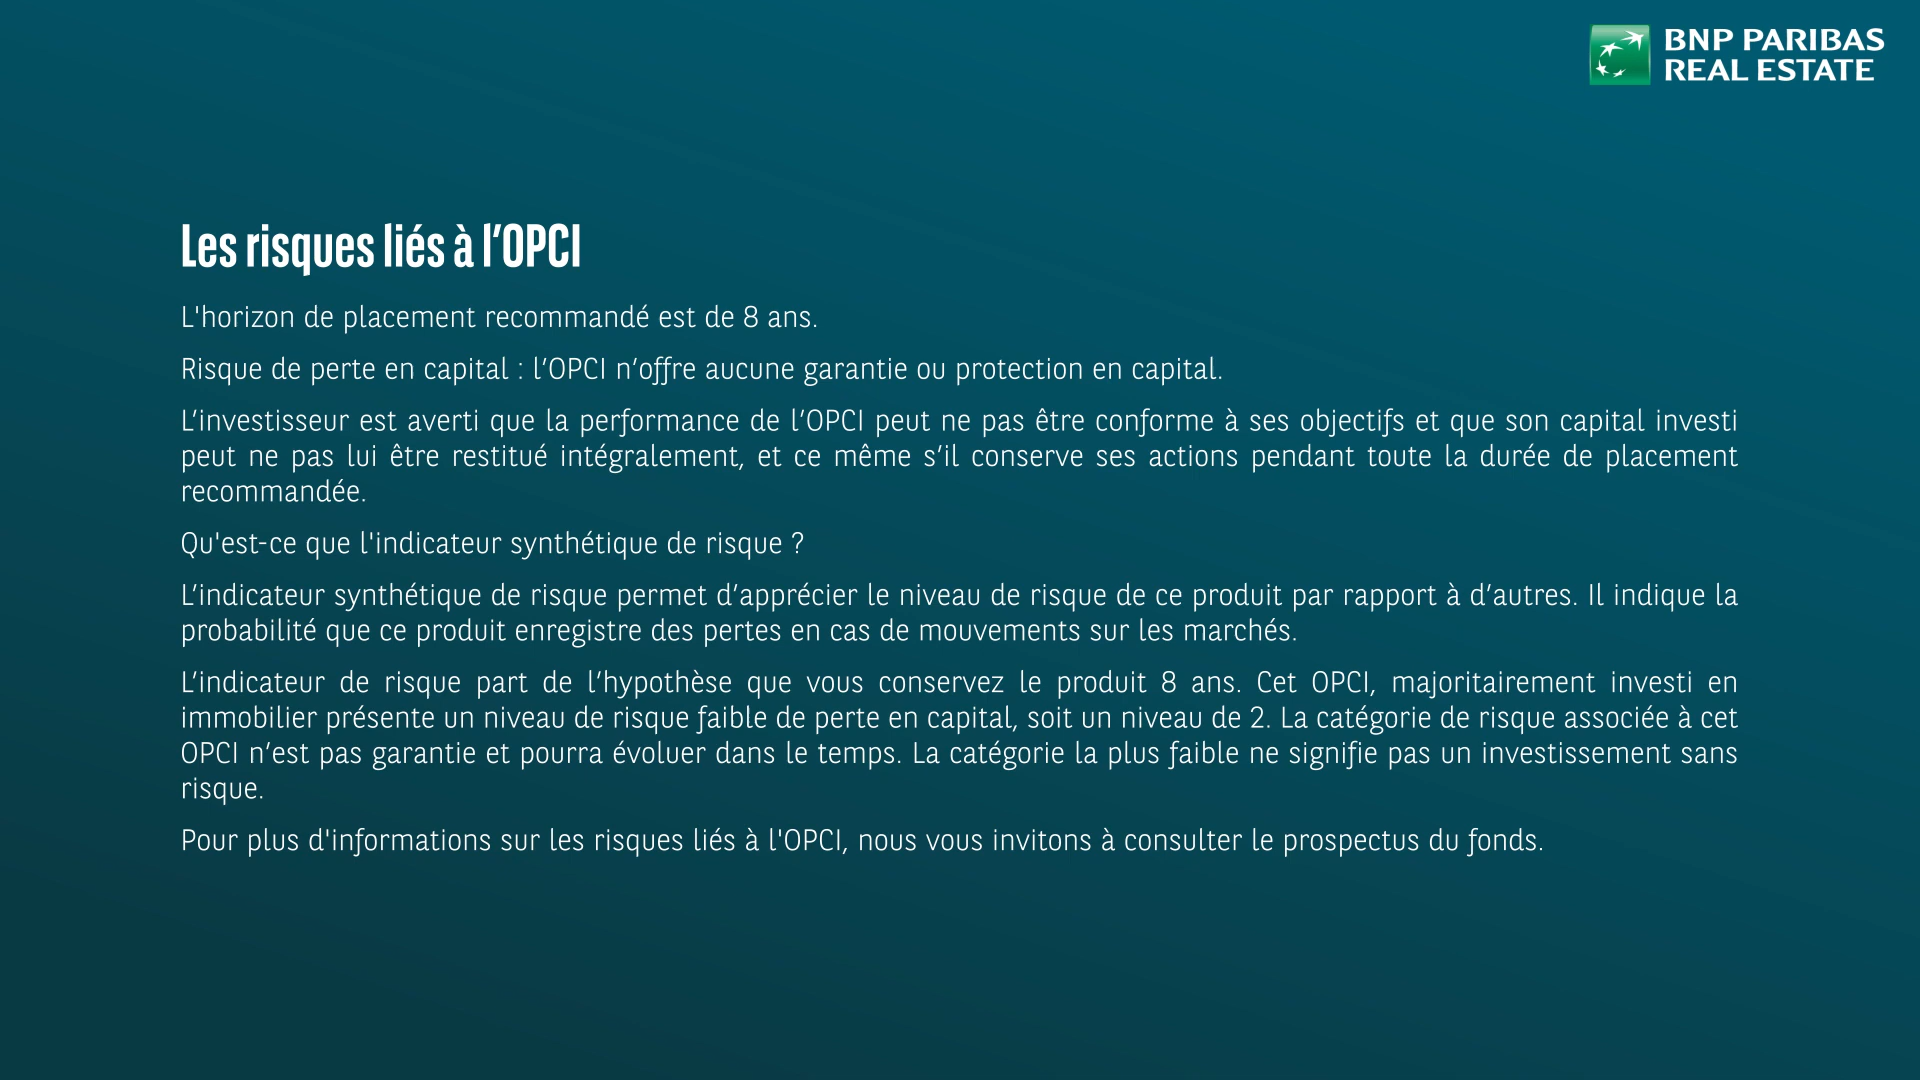 BNP PARIBAS
REAL ESTATE
Les risques liés à l’OPCI
L'horizon de placement recommandé est de 8 ans.
Risque de perte en capital : l’OPCI n’offre aucune garantie ou protection en capital.
L’investisseur est averti que la performance de l’OPCI peut ne pas être conforme à ses objectifs et que son capital investi
peut ne pas lui être restitué intégralement, et ce même s’il conserve ses actions pendant toute la durée de placement
recommandée.
Qu'est-ce que l'indicateur synthétique de risque ?
L’indicateur synthétique de risque permet d’apprécier le niveau de risque de ce produit par rapport à d’autres. Il indique la
probabilité que ce produit enregistre des pertes en cas de mouvements sur les marchés.
L’indicateur de risque part de l’hypothèse que vous conservez le produit 8 ans. Cet OPCI, majoritairement investi en
immobilier présente un niveau de risque faible de perte en capital, soit un niveau de 2. La catégorie de risque associée à cet
OPCI n’est pas garantie et pourra évoluer dans le temps. La catégorie la plus faible ne signifie pas un investissement sans
risque.
Pour plus d'informations sur les risques liés à l'OPCI, nous vous invitons à consulter le prospectus du fonds.